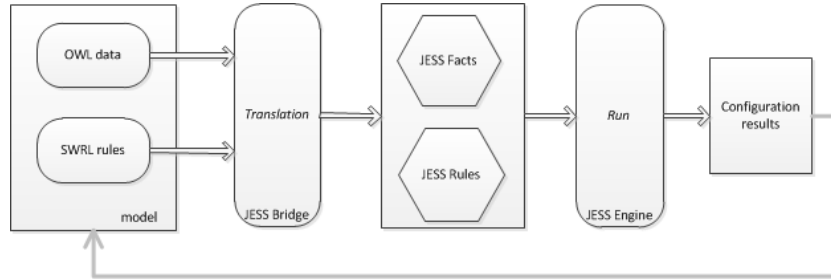 OWL data
SWRL rules
model
Translation
JESS Bridge
JESS Facts
JESS Rules
Run
JESS Engine
Configuration
results